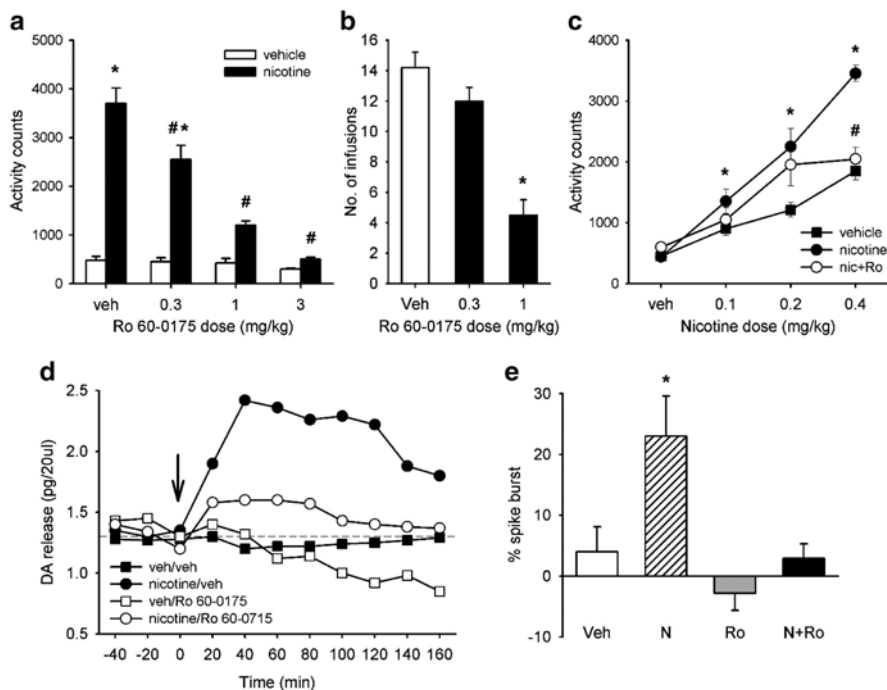 a
5000
4000
3000
2000
1000
0
Activity counts
vehicle
nicotine
*
#*
#
#
veh
0.3
1
3
Ro 60-0175 dose (mg/kg)
b
16
14
12
10
8
6
4
2
0
No. of infusions
*
Veh
0.3
1
Ro 60-0175 dose (mg/kg)
c
4000
3000
2000
1000
0
Activity counts
*
*
*
#
vehicle
nicotine
nic+Ro
veh
0.1
0.2
0.4
Nicotine dose (mg/kg)
d
2.5
2.0
1.5
1.0
0.5
DA release (pg/20ul)
veh/veh
nicotine/veh
veh/Ro 60-0175
nicotine/Ro 60-0715
-40 -20 0 20 40 60 80 100 120 140 160
Time (min)
e
30
20
10
0
-10
% spike burst
*
Veh
N
Ro
N+Ro